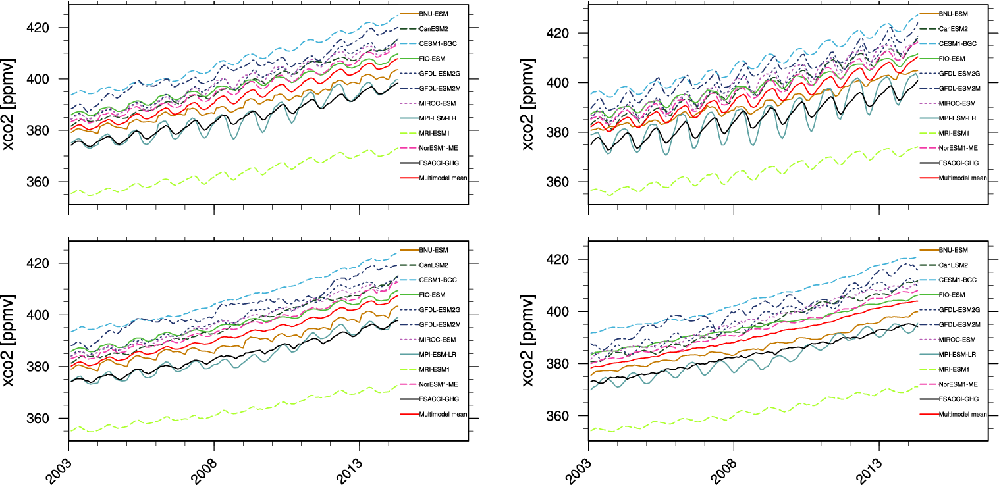 xco2 [ppmv]
420
400
380
360
BNU-ESM
CanESM2
CESM1-BGC
FIO-ESM
GFDL-ESM2G
GFDL-ESM2M
MIROC-ESM
MPI-ESM-LR
MRI-ESM1
NorESM1-ME
ESACCI-GHG
Multimodel mean
xco2 [ppmv]
420
400
380
360
BNU-ESM
CanESM2
CESM1-BGC
FIO-ESM
GFDL-ESM2G
GFDL-ESM2M
MIROC-ESM
MPI-ESM-LR
MRI-ESM1
NorESM1-ME
ESACCI-GHG
Multimodel mean
xco2 [ppmv]
420
400
380
360
BNU-ESM
CanESM2
CESM1-BGC
FIO-ESM
GFDL-ESM2G
GFDL-ESM2M
MIROC-ESM
MPI-ESM-LR
MRI-ESM1
NorESM1-ME
ESACCI-GHG
Multimodel mean
2003
2008
2013
xco2 [ppmv]
420
400
380
360
BNU-ESM
CanESM2
CESM1-BGC
FIO-ESM
GFDL-ESM2G
GFDL-ESM2M
MIROC-ESM
MPI-ESM-LR
MRI-ESM1
NorESM1-ME
ESACCI-GHG
Multimodel mean
2003
2008
2013